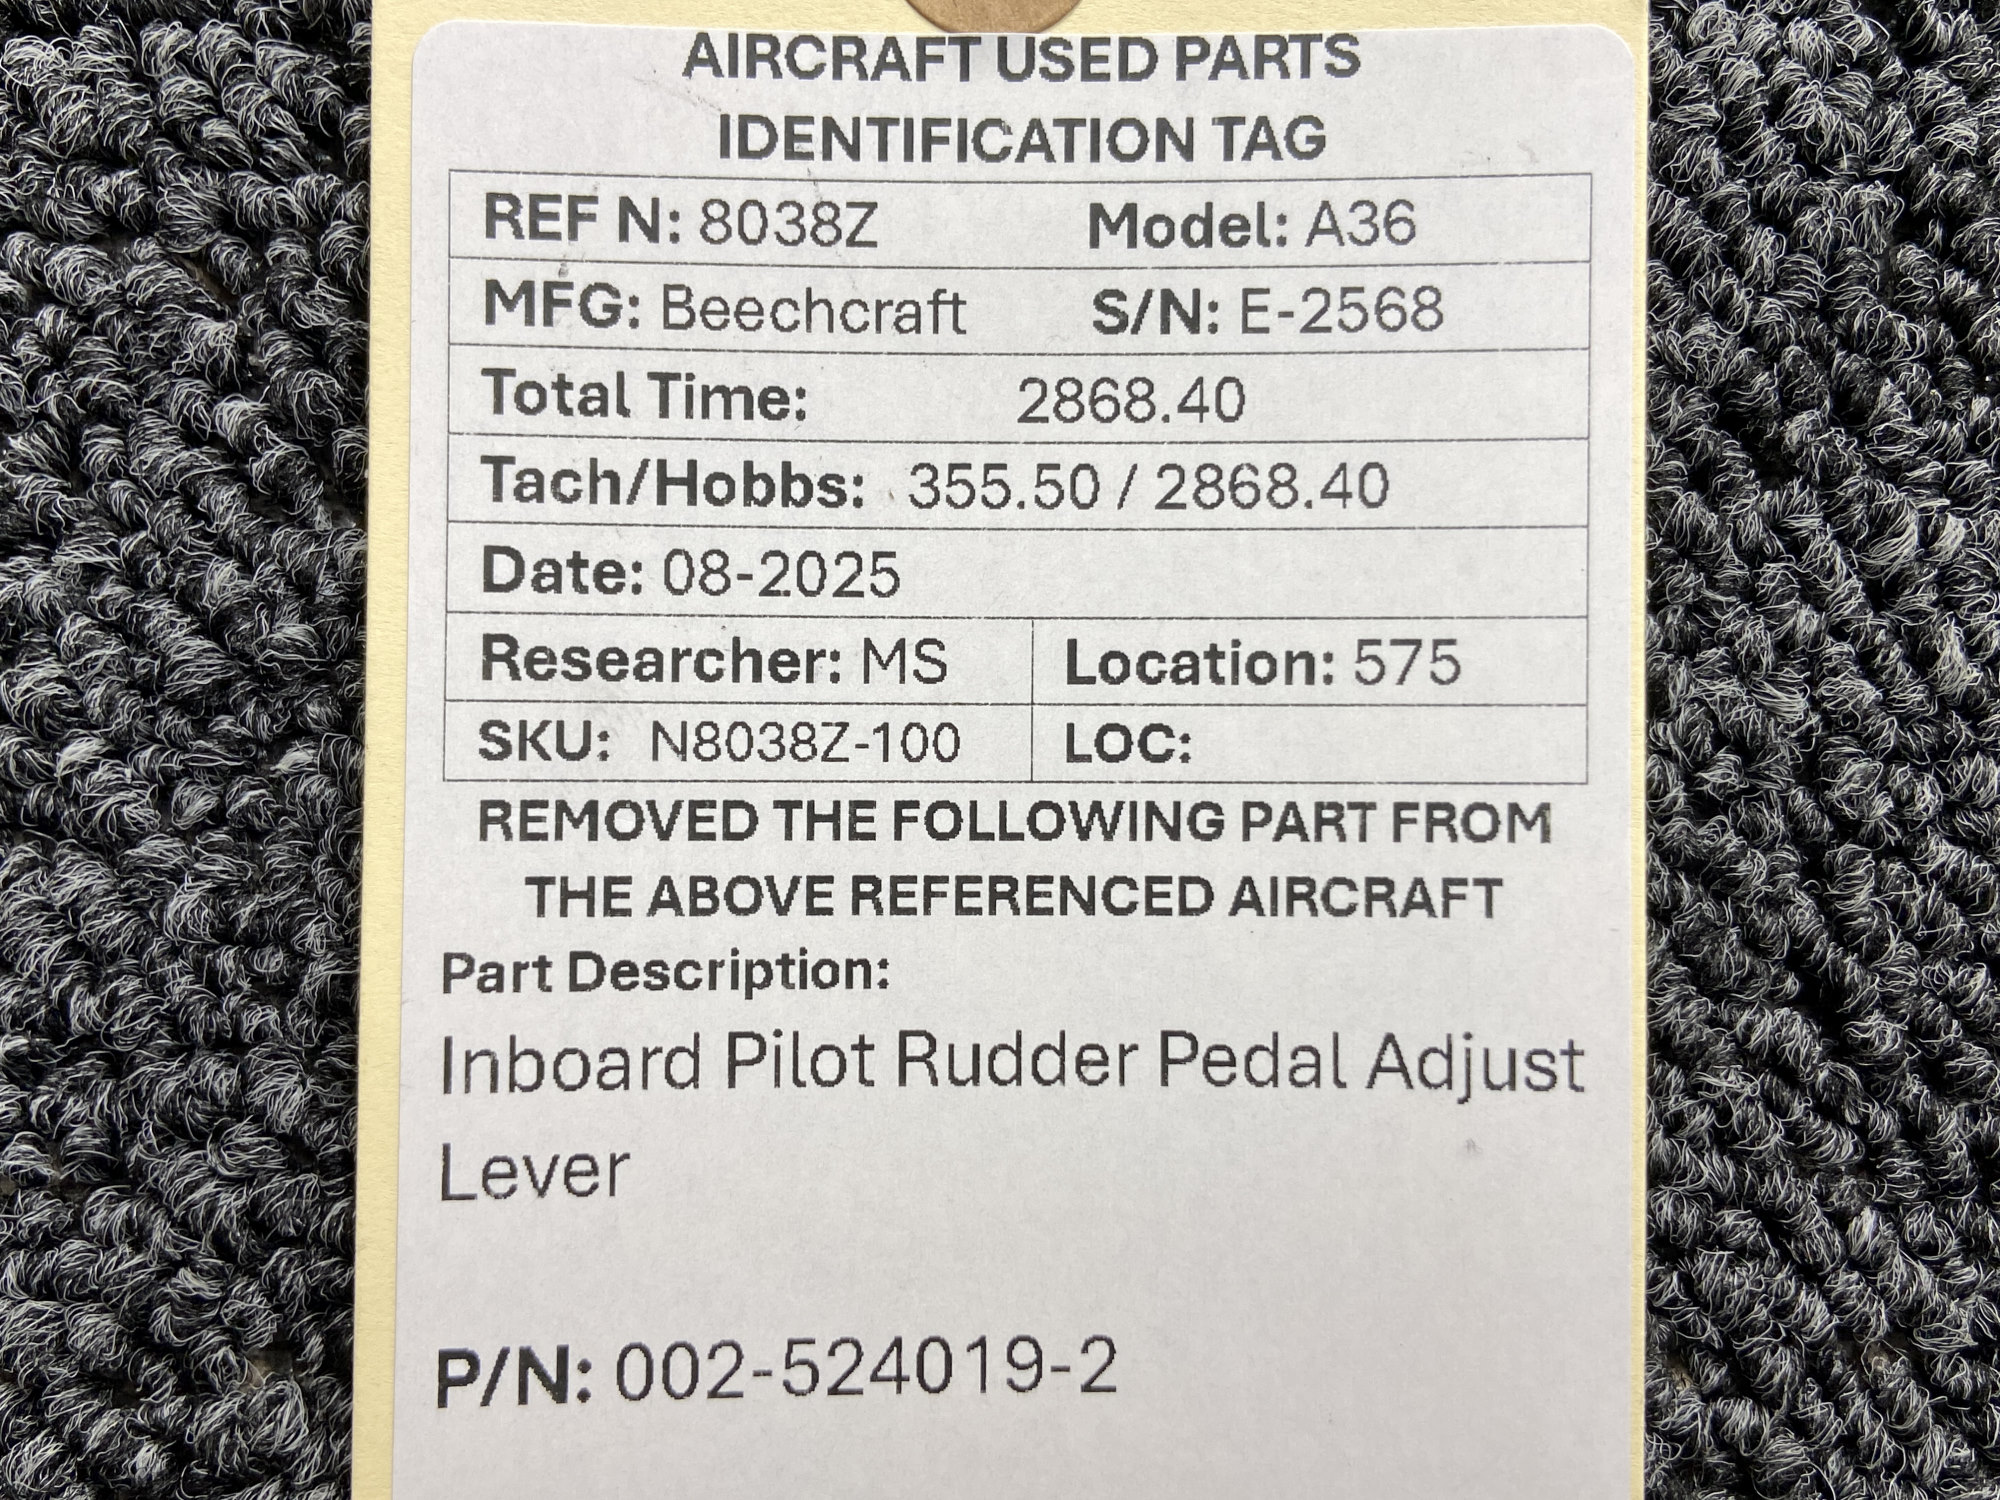 AIRCRAFT USED PARTS
IDENTIFICATION TAG
REF N: 8038Z Model: A36
MFG: Beechcraft S/N: E-2568
Total Time: 2868.40
Tach/Hobbs: 355.50 / 2868.40
Date: 08-2025
Researcher: MS Location: 575
SKU: N8038Z-100 LOC:
REMOVED THE FOLLOWING PART FROM
THE ABOVE REFERENCED AIRCRAFT
Part Description:
Inboard Pilot Rudder Pedal Adjust
Lever
P/N: 002-524019-2